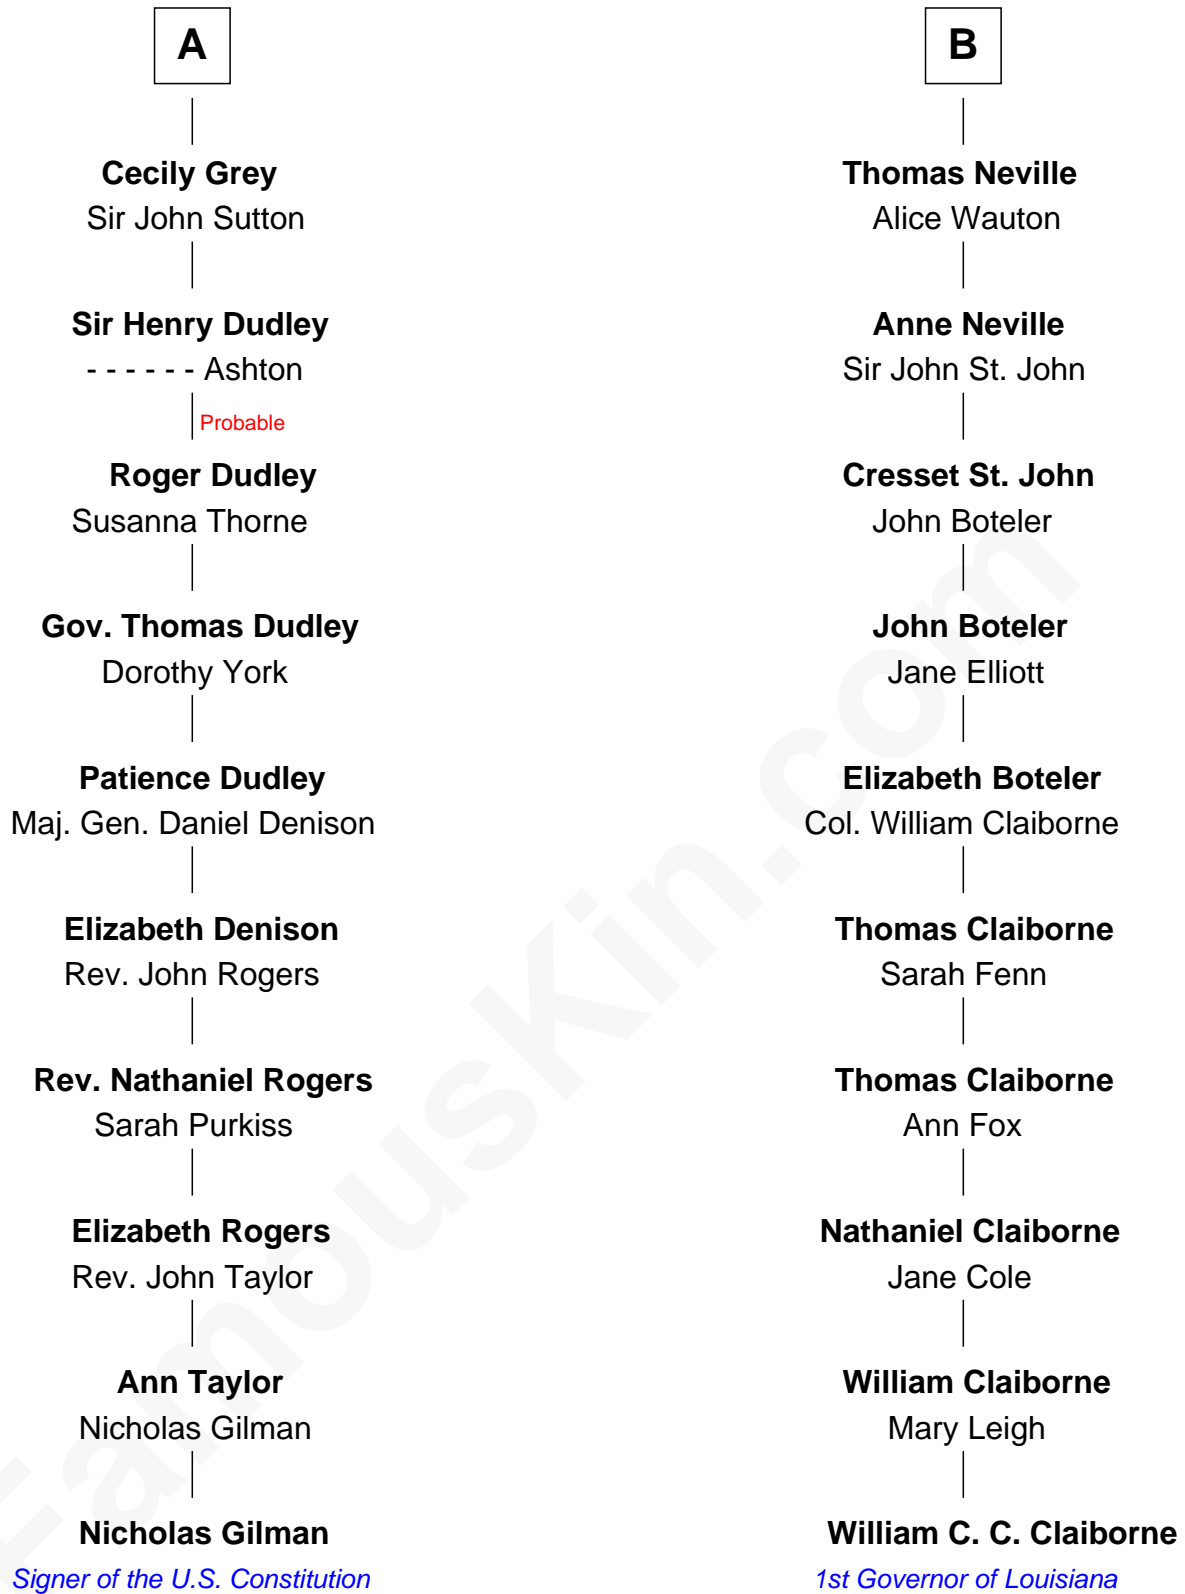 A
Cecily Grey
Sir John Sutton
Sir Henry Dudley
- - - - - - Ashton
Probable
Roger Dudley
Susanna Thorne
Gov. Thomas Dudley
Dorothy York
Patience Dudley
Maj. Gen. Daniel Denison
Elizabeth Denison
Rev. John Rogers
Rev. Nathaniel Rogers
Sarah Purkiss
Elizabeth Rogers
Rev. John Taylor
Ann Taylor
Nicholas Gilman
Nicholas Gilman
Signer of the U.S. Constitution
B
Thomas Neville
Alice Wauton
Anne Neville
Sir John St. John
Cresset St. John
John Boteler
John Boteler
Jane Elliott
Elizabeth Boteler
Col. William Claiborne
Thomas Claiborne
Sarah Fenn
Thomas Claiborne
Ann Fox
Nathaniel Claiborne
Jane Cole
William Claiborne
Mary Leigh
William C. C. Claiborne
1st Governor of Louisiana
FamousKin.com